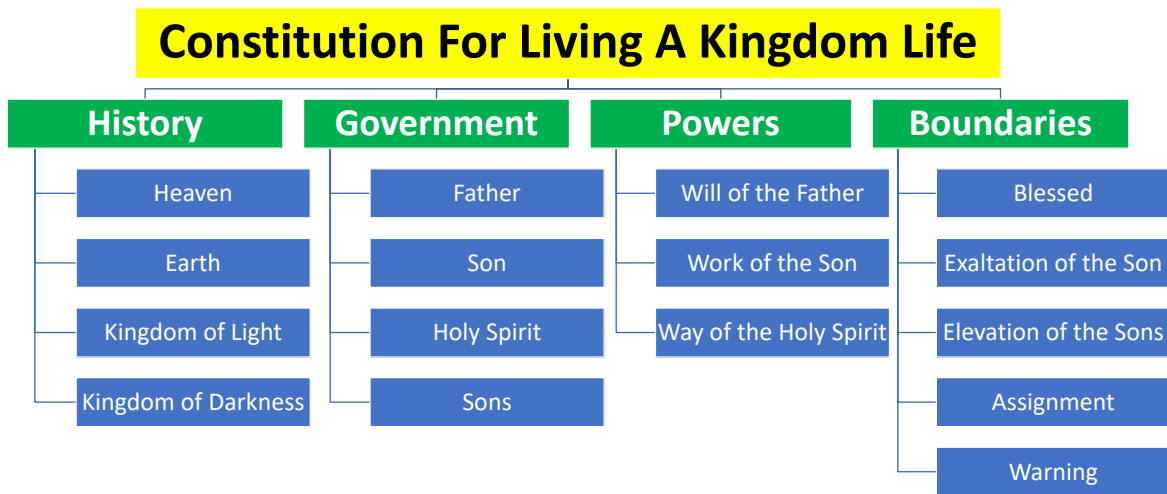 Constitution For Living A Kingdom Life
History
Heaven
Earth
Kingdom of Light
Kingdom of Darkness
Government
Father
Son
Holy Spirit
Sons
Powers
Will of the Father
Work of the Son
Way of the Holy Spirit
Boundaries
Blessed
Exaltation of the Son
Elevation of the Sons
Assignment
Warning